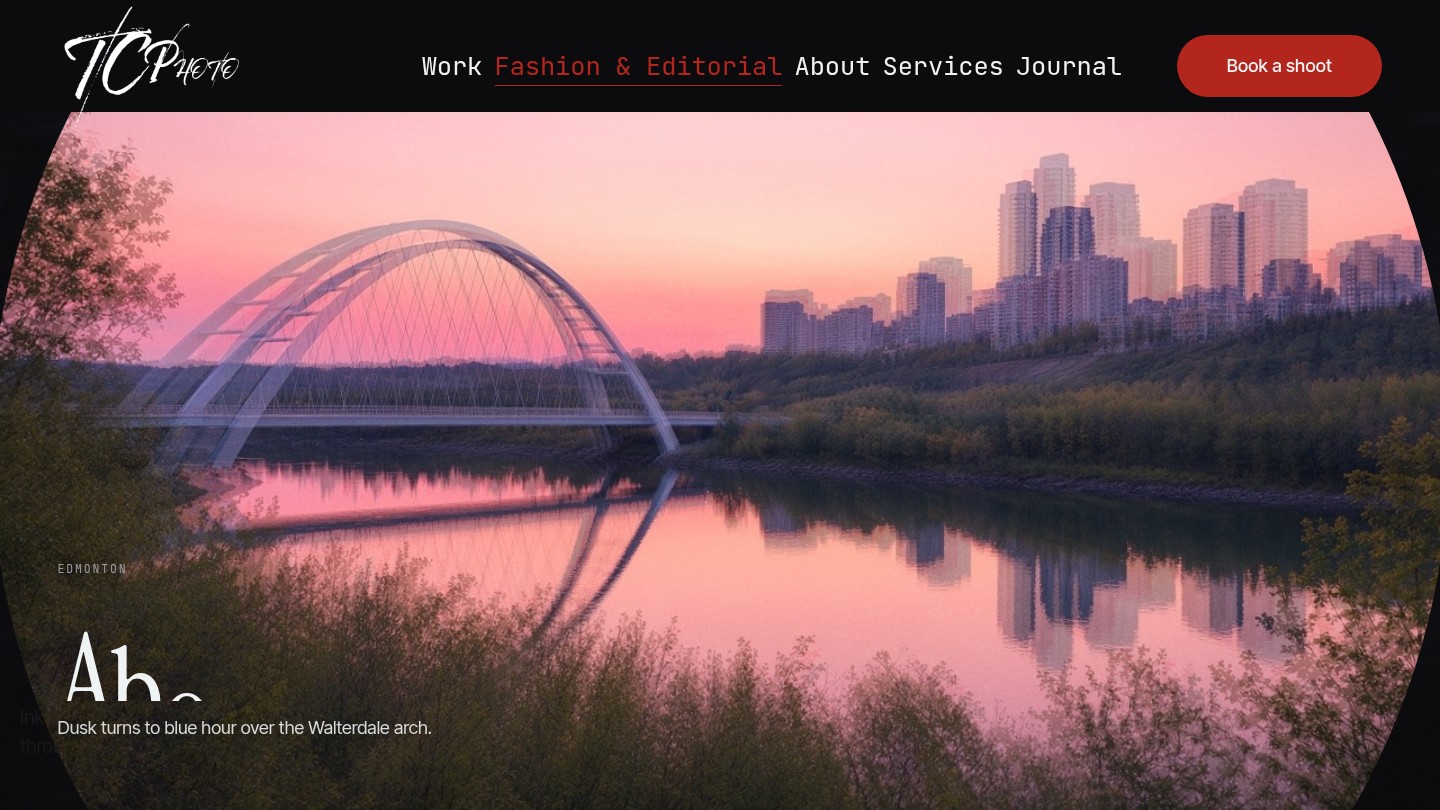 TCPHOTO
Work Fashion & Editorial About Services Journal
Book a shoot
EDMONTON
Ab
Dusk turns to blue hour over the Walterdale arch.